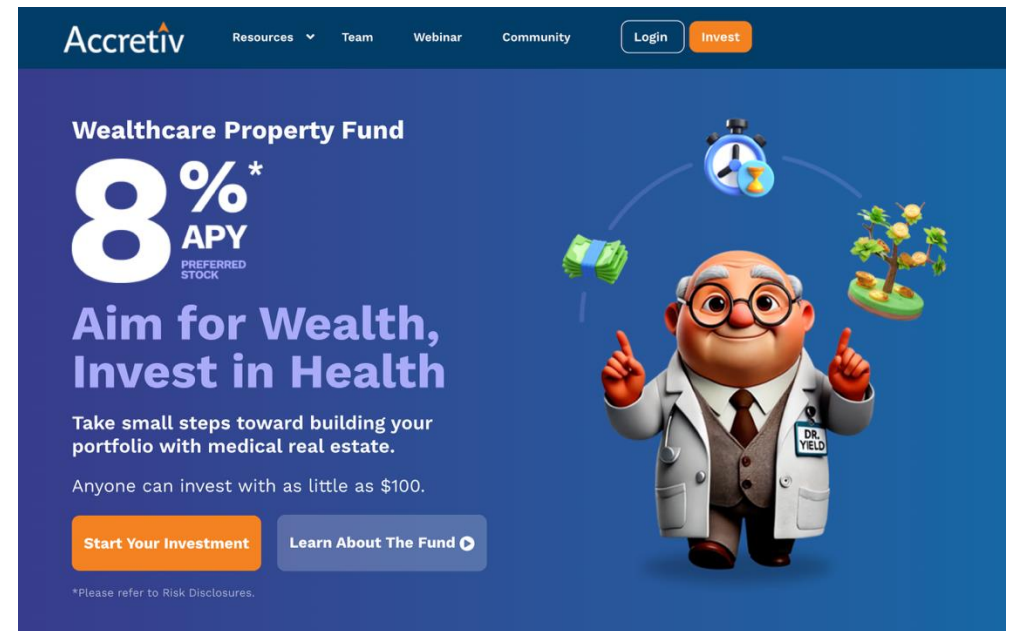 Accretiv
Resources
Team
Webinar
Community
Login
Invest
Wealthcare Property Fund
8%*
APY
PREFERRED
STOCK
Aim for Wealth,
Invest in Health
Take small steps toward building your
portfolio with medical real estate.
Anyone can invest with as little as $100.
Start Your Investment
Learn About The Fund
*Please refer to Risk Disclosures.
DR.
YIELD